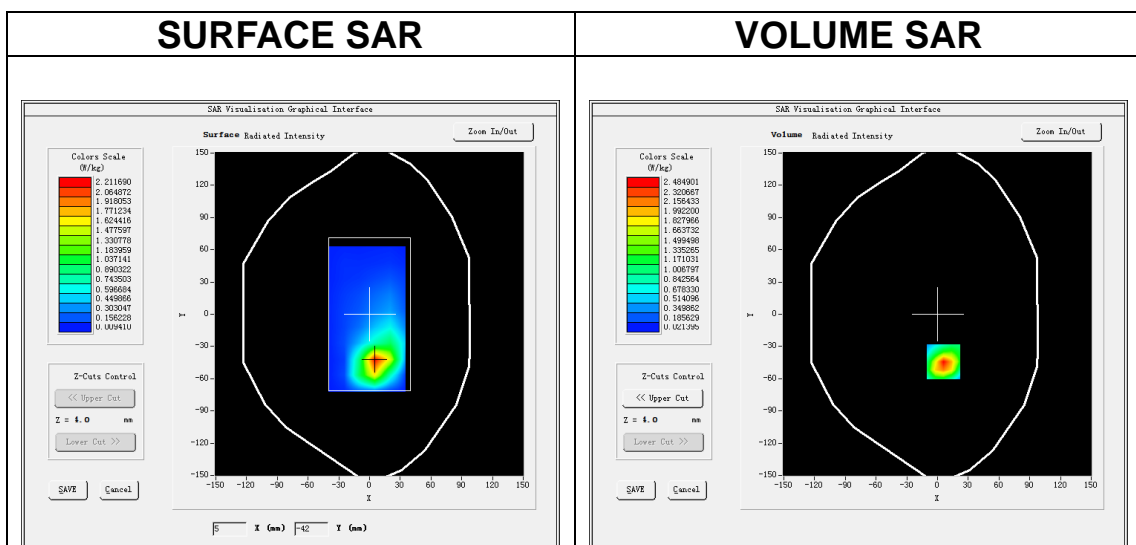 SURFACE SAR
VOLUME SAR
SAR Visualisation Graphical Interface
Surface Radiated Intensity
Zoom In/Out
Colors Scale
(W/kg)
2.211690
2.064872
1.918053
1.771234
1.624416
1.477597
1.330778
1.183959
1.037141
0.890322
0.743503
0.596684
0.449866
0.303047
0.156228
0.009410
Z-Cuts Control
<< Upper Cut
Z = 4.0 mm
Lower Cut >>
SAVE
Cancel
150
120
90
60
30
0
-30
-60
-90
-120
-150
Y
-150 -120 -90 -60 -30 0 30 60 90 120 150
X
5 X (mm) -42 Y (mm)
SAR Visualisation Graphical Interface
Volume Radiated Intensity
Zoom In/Out
Colors Scale
(W/kg)
2.484901
2.320667
2.156433
1.992200
1.827966
1.663732
1.499498
1.335265
1.171031
1.006797
0.842564
0.678330
0.514096
0.349862
0.185629
0.021395
Z-Cuts Control
<< Upper Cut
Z = 4.0 mm
Lower Cut >>
SAVE
Cancel
150
120
90
60
30
0
-30
-60
-90
-120
-150
Y
-150 -120 -90 -60 -30 0 30 60 90 120 150
X